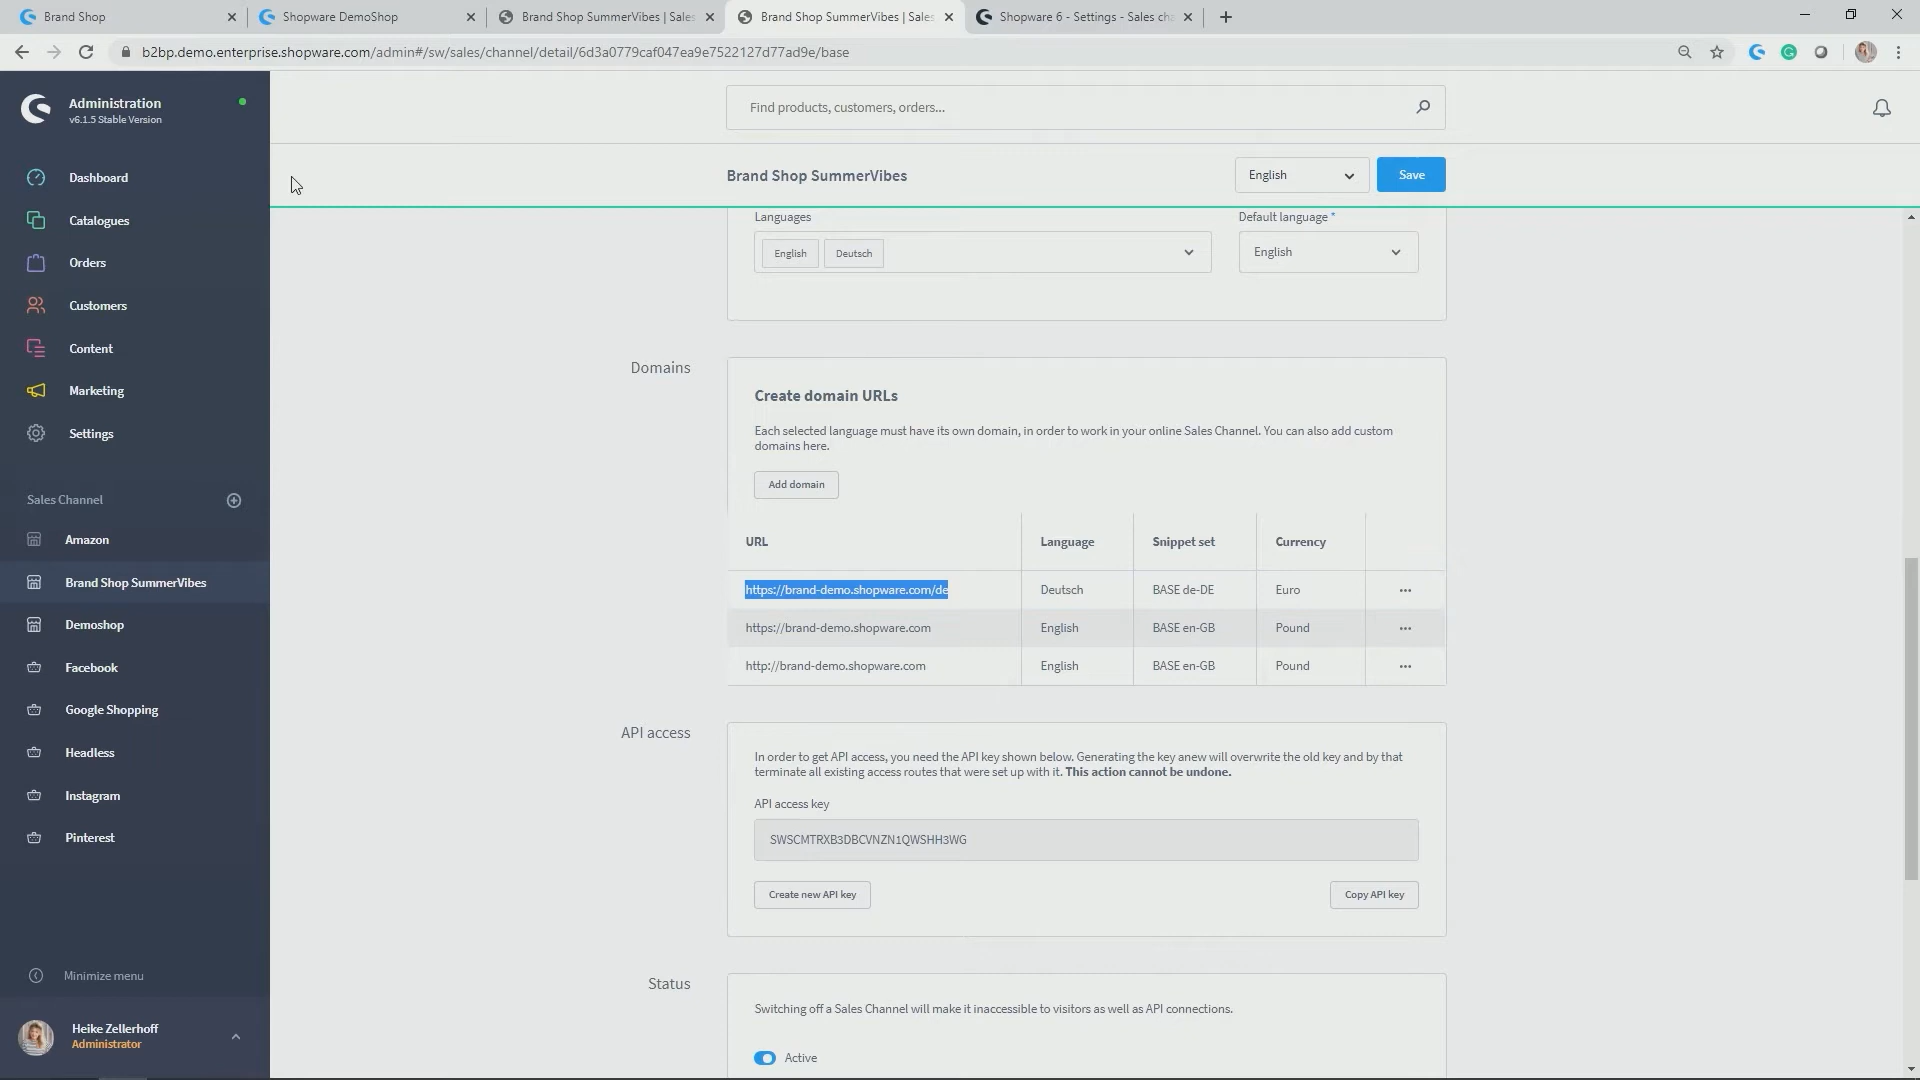 Brand Shop
Shopware DemoShop
Brand Shop SummerVibes | Sales
Brand Shop SummerVibes | Sales
Shopware 6 - Settings - Sales cha
b2bp.demo.enterprise.shopware.com/admin#/sw/sales/channel/detail/6d3a0779caf047ea9e7522127d77ad9e/base
Administration
v6.1.5 Stable Version
Find products, customers, orders...
Brand Shop SummerVibes
English
Save
Dashboard
Catalogues
Orders
Customers
Content
Marketing
Settings
Sales Channel
Amazon
Brand Shop SummerVibes
Demoshop
Facebook
Google Shopping
Headless
Instagram
Pinterest
Minimize menu
Heike Zellerhoff
Administrator
Languages
Default language *
English Deutsch
English
Domains
Create domain URLs
Each selected language must have its own domain, in order to work in your online Sales Channel. You can also add custom
domains here.
Add domain
URL Language Snippet set Currency
https://brand-demo.shopware.com/de Deutsch BASE de-DE Euro
https://brand-demo.shopware.com English BASE en-GB Pound
http://brand-demo.shopware.com English BASE en-GB Pound
API access
In order to get API access, you need the API key shown below. Generating the key anew will overwrite the old key and by that
terminate all existing access routes that were set up with it. This action cannot be undone.
API access key
SWSCMTRXB3DBCVNZN1QWSHH3WG
Create new API key
Copy API key
Status
Switching off a Sales Channel will make it inaccessible to visitors as well as API connections.
Active